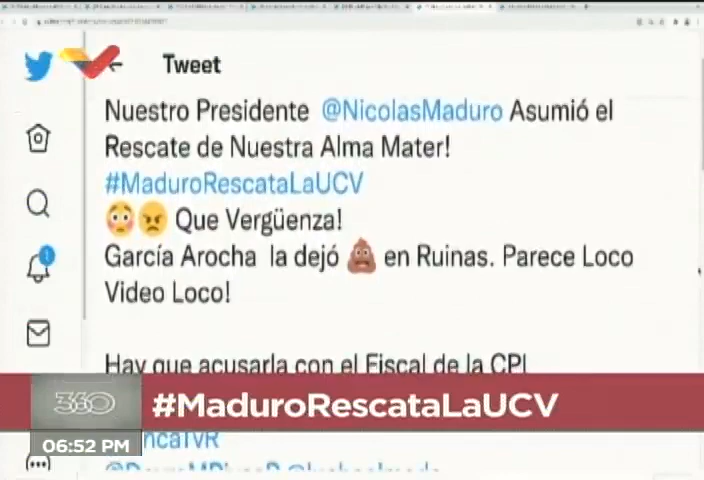 Tweet
Nuestro Presidente @NicolasMaduro Asumió el
Rescate de Nuestra Alma Mater!
#MaduroRescataLaUCV
😳😠 Que Vergüenza!
García Arocha la dejó 💩 en Ruinas. Parece Loco
Video Loco!
Hay que acusarla con el Fiscal de la CPI
360
#MaduroRescataLaUCV
06:52 PM
1